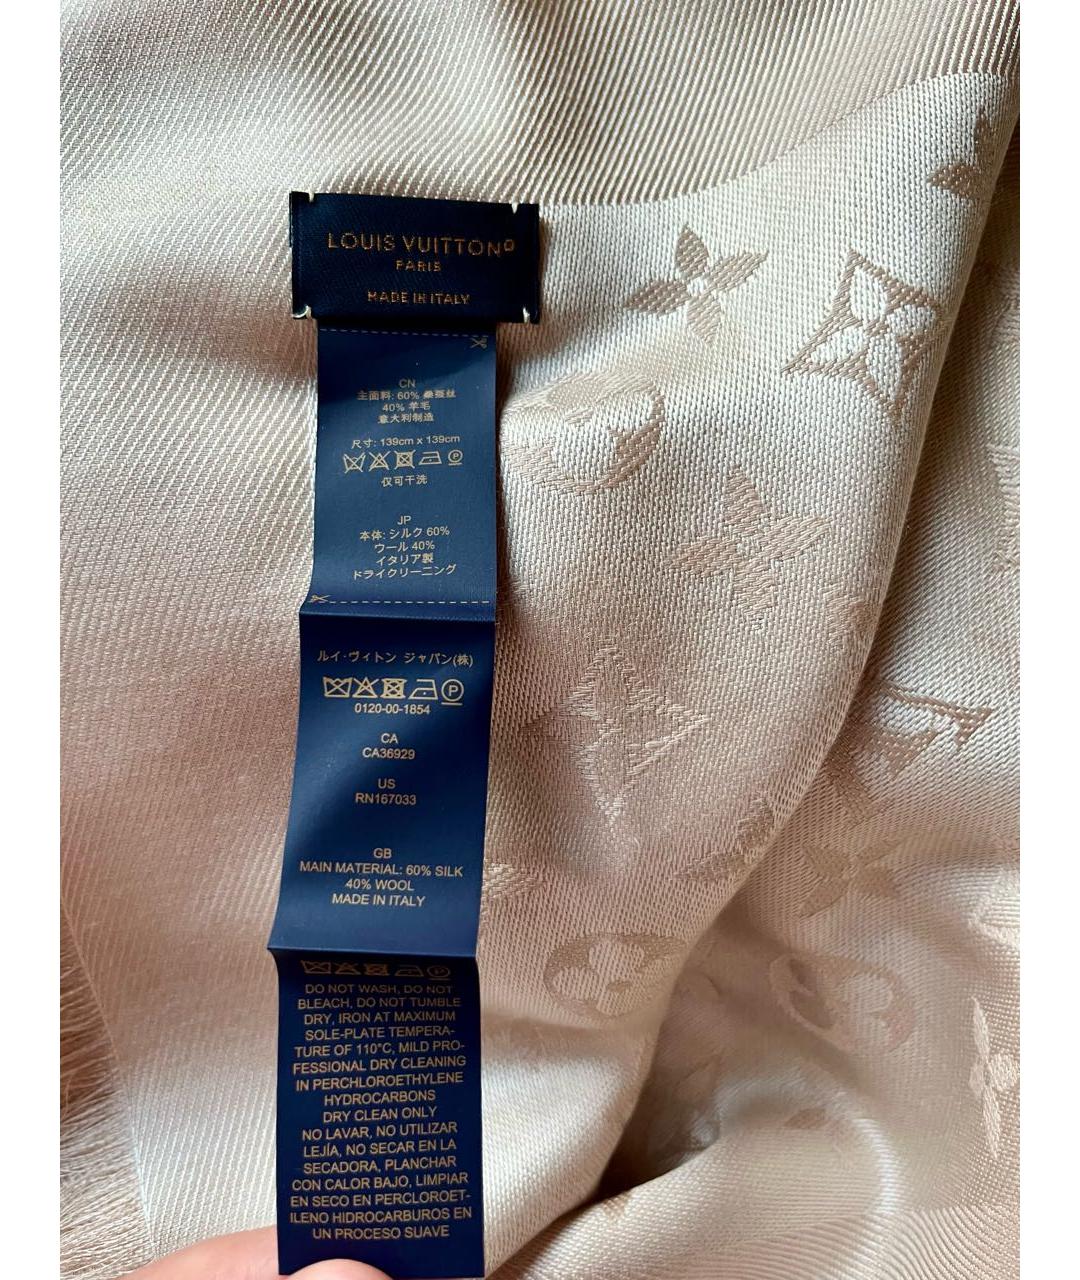 LOUIS VUITTON®
PARIS
MADE IN ITALY
CN
主面料: 60% 桑蚕丝
40% 羊毛
意大利制造
尺寸: 139cm x 139cm
仅可干洗
JP
本体: シルク 60%
ウール 40%
イタリア製
ドライクリーニング
ルイ·ヴィトン ジャパン(株)
0120-00-1854
CA
CA36929
US
RN167033
GB
MAIN MATERIAL: 60% SILK
40% WOOL
MADE IN ITALY
DO NOT WASH, DO NOT
BLEACH, DO NOT TUMBLE
DRY, IRON AT MAXIMUM
SOLE-PLATE TEMPERA-
TURE OF 110°C, MILD PRO-
FESSIONAL DRY CLEANING
IN PERCHLOROETHYLENE
HYDROCARBONS
DRY CLEAN ONLY
NO LAVAR, NO UTILIZAR
LEJÍA, NO SECAR EN LA
SECADORA, PLANCHAR
CON CALOR BAJO, LIMPIAR
EN SECO EN PERCLOROET-
ILENO HIDROCARBUROS EN
UN PROCESO SUAVE